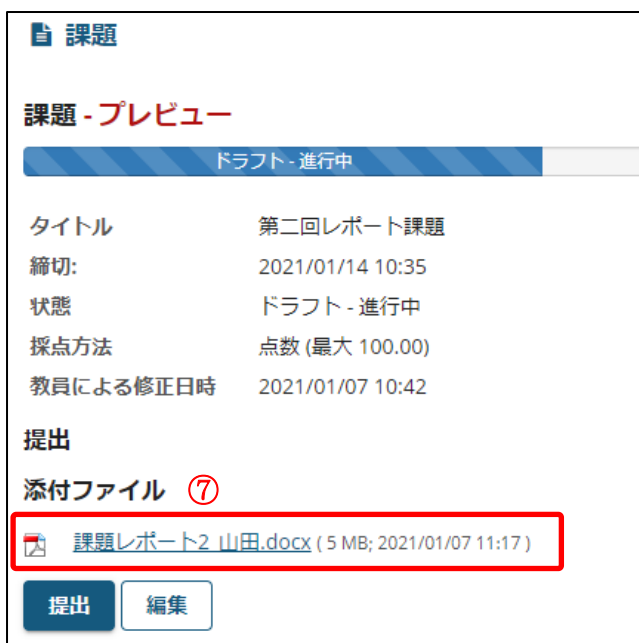 課題
課題 - プレビュー
ドラフト - 進行中
タイトル 第二回レポート課題
締切: 2021/01/14 10:35
状態 ドラフト - 進行中
採点方法 点数 (最大 100.00)
教員による修正日時 2021/01/07 10:42
提出
添付ファイル ⑦
課題レポート2_山田.docx ( 5 MB; 2021/01/07 11:17 )
提出 編集